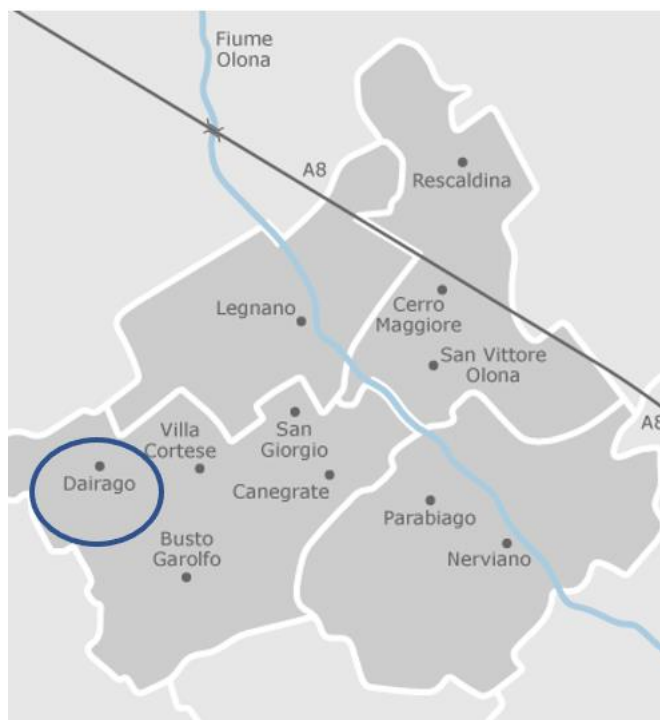 Fiume
Olona
A8
Rescaldina
Legnano
Cerro
Maggiore
San Vittore
Olona
A8
Villa
Cortese
San
Giorgio
Dairago
Canegrate
Parabiago
Busto
Garolfo
Nerviano